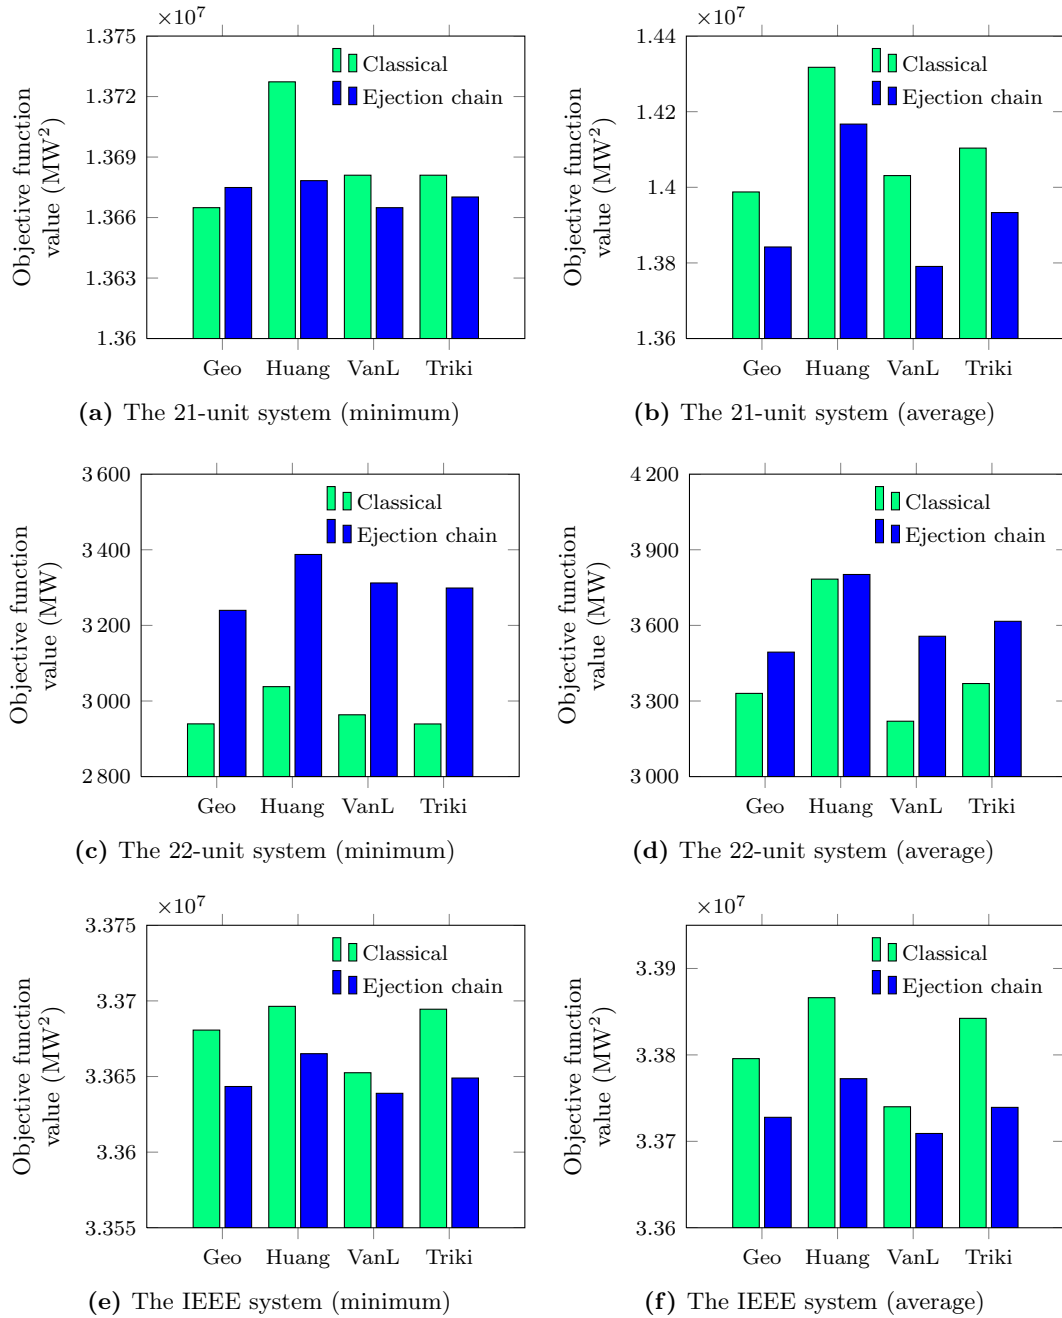 ×10⁷
1.375
1.372
1.369
1.366
1.363
1.36
Objective function
value (MW²)
Classical
Ejection chain
Geo Huang VanL Triki
(a) The 21-unit system (minimum)
×10⁷
1.44
1.42
1.4
1.38
1.36
Objective function
value (MW²)
Classical
Ejection chain
Geo Huang VanL Triki
(b) The 21-unit system (average)
3 600
3 400
3 200
3 000
2 800
Objective function
value (MW)
Classical
Ejection chain
Geo Huang VanL Triki
(c) The 22-unit system (minimum)
4 200
3 900
3 600
3 300
3 000
Objective function
value (MW)
Classical
Ejection chain
Geo Huang VanL Triki
(d) The 22-unit system (average)
×10⁷
3.375
3.37
3.365
3.36
3.355
Objective function
value (MW²)
Classical
Ejection chain
Geo Huang VanL Triki
(e) The IEEE system (minimum)
×10⁷
3.39
3.38
3.37
3.36
Objective function
value (MW²)
Classical
Ejection chain
Geo Huang VanL Triki
(f) The IEEE system (average)